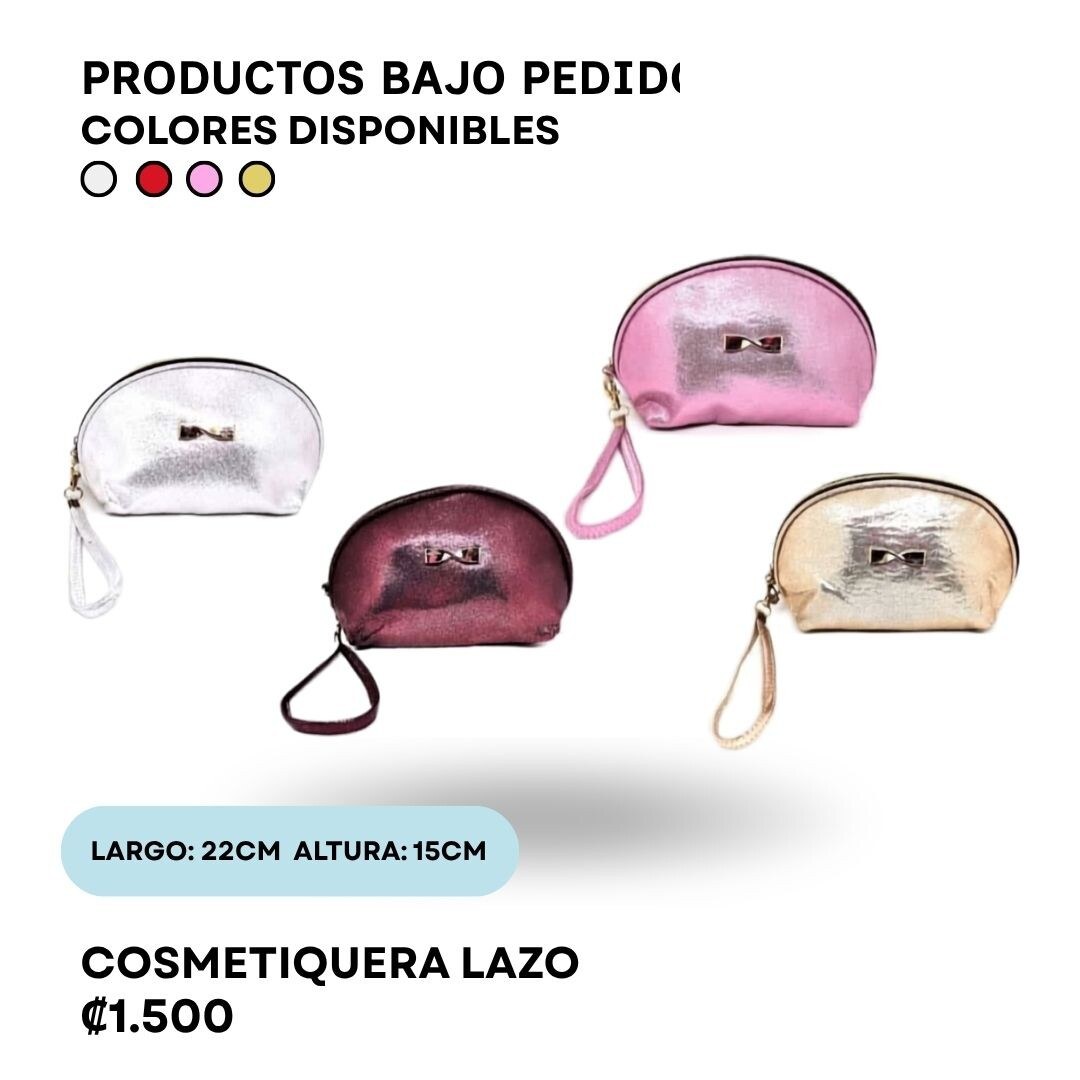 PRODUCTOS BAJO PEDIDO
COLORES DISPONIBLES
LARGO: 22CM ALTURA: 15CM
COSMETIQUERA LAZO
₡1.500